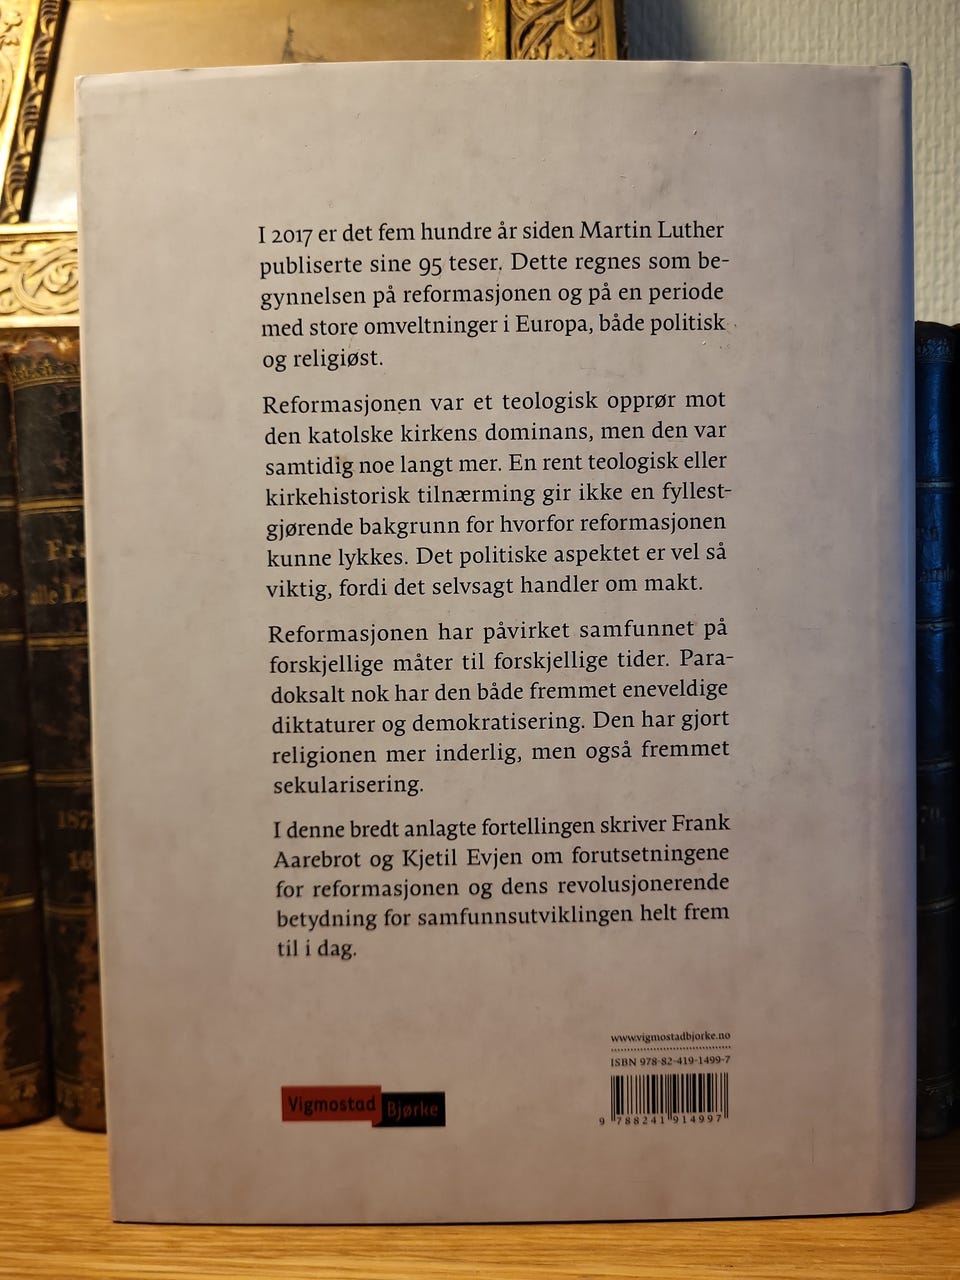 I 2017 er det fem hundre år siden Martin Luther
publiserte sine 95 teser. Dette regnes som be-
gynnelsen på reformasjonen og på en periode
med store omveltninger i Europa, både politisk
og religiøst.
Reformasjonen var et teologisk opprør mot
den katolske kirkens dominans, men den var
samtidig noe langt mer. En rent teologisk eller
kirkehistorisk tilnærming gir ikke en fyllest-
gjørende bakgrunn for hvorfor reformasjonen
kunne lykkes. Det politiske aspektet er vel så
viktig, fordi det selvsagt handler om makt.
Reformasjonen har påvirket samfunnet på
forskjellige måter til forskjellige tider. Para-
doksalt nok har den både fremmet eneveldige
diktaturer og demokratisering. Den har gjort
religionen mer inderlig, men også fremmet
sekularisering.
I denne bredt anlagte fortellingen skriver Frank
Aarebrot og Kjetil Evjen om forutsetningene
for reformasjonen og dens revolusjonerende
betydning for samfunnsutviklingen helt frem
til i dag.
www.vigmostadbjorke.no
ISBN 978-82-419-1499-7
9 788241 914997
Vigmostad
Bjørke